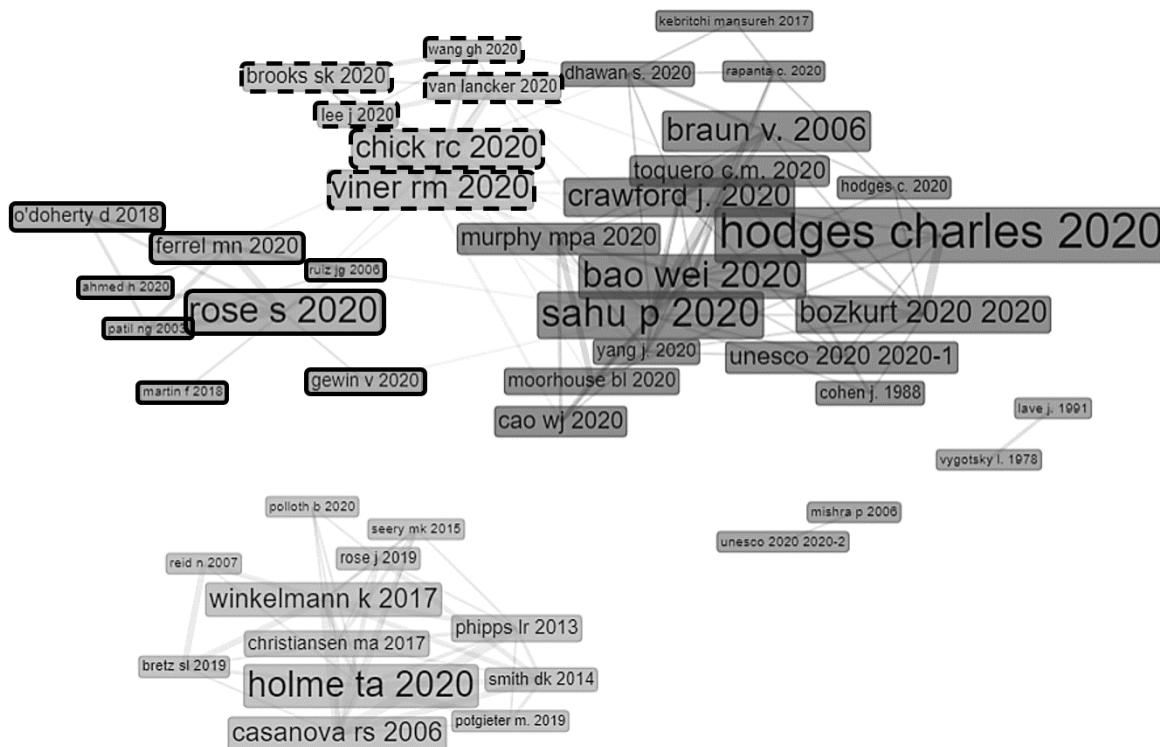 kebritchi mansureh 2017
wang gh 2020
brooks sk 2020
van lancker 2020
dhawan s. 2020
rapanta c. 2020
lee j 2020
braun v. 2006
chick rc 2020
toquero c.m. 2020
viner rm 2020
crawford j. 2020
hodges c. 2020
o'doherty d 2018
ferrel mn 2020
murphy mpa 2020
hodges charles 2020
ruiz jg 2006
bao wei 2020
ahmed h 2020
rose s 2020
sahu p 2020
bozkurt 2020 2020
patil ng 2003
yang j. 2020
unesco 2020 2020-1
gewin v 2020
moorhouse bl 2020
martin f 2018
cohen j. 1988
lave j. 1991
cao wj 2020
vygotsky l. 1978
polloth b 2020
mishra p 2006
seery mk 2015
unesco 2020 2020-2
reid n 2007
rose j 2019
winkelmann k 2017
phipps lr 2013
christiansen ma 2017
bretz sl 2019
holme ta 2020
smith dk 2014
casanova rs 2006
potgieter m. 2019